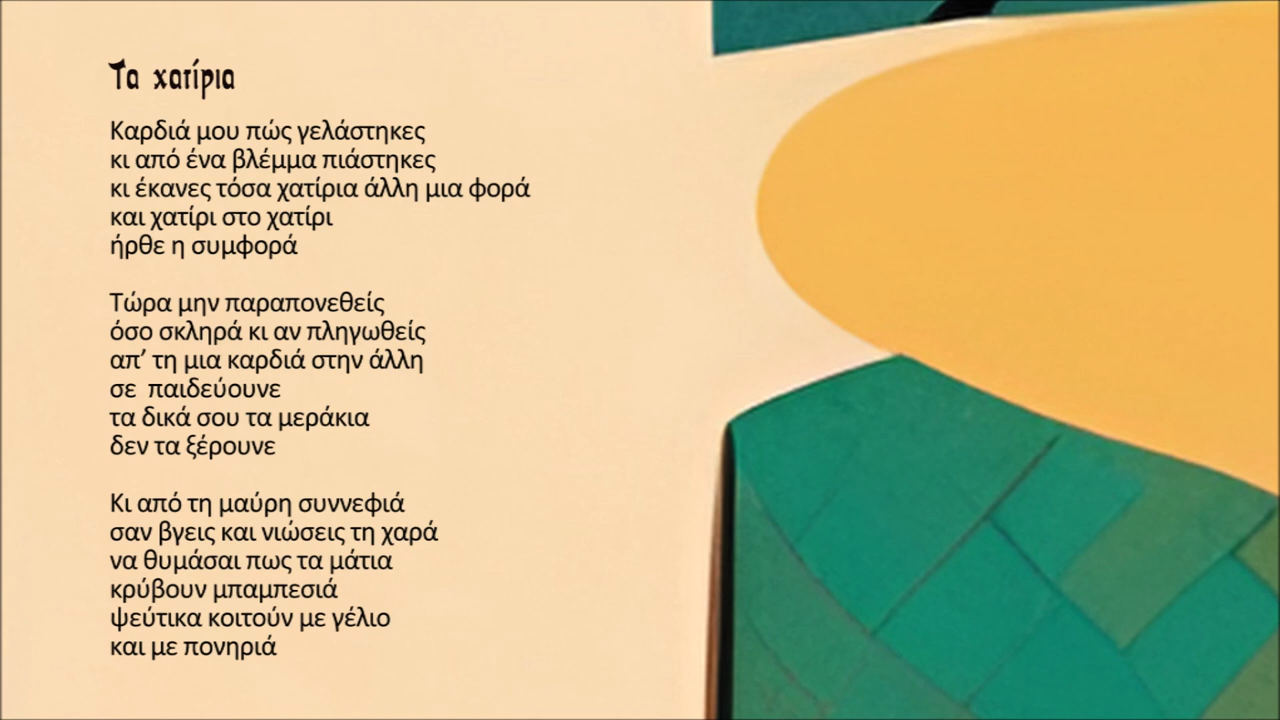 Τα χατίρια
Καρδιά μου πώς γελάστηκες
κι από ένα βλέμμα πιάστηκες
κι έκανες τόσα χατίρια άλλη μια φορά
και χατίρι στο χατίρι
ήρθε η συμφορά
Τώρα μην παραπονεθείς
όσο σκληρά κι αν πληγωθείς
απ’ τη μια καρδιά στην άλλη
σε παιδεύουνε
τα δικά σου τα μεράκια
δεν τα ξέρουνε
Κι από τη μαύρη συννεφιά
σαν βγεις και νιώσεις τη χαρά
να θυμάσαι πως τα μάτια
κρύβουν μπαμπεσιά
ψεύτικα κοιτούν με γέλιο
και με πονηριά